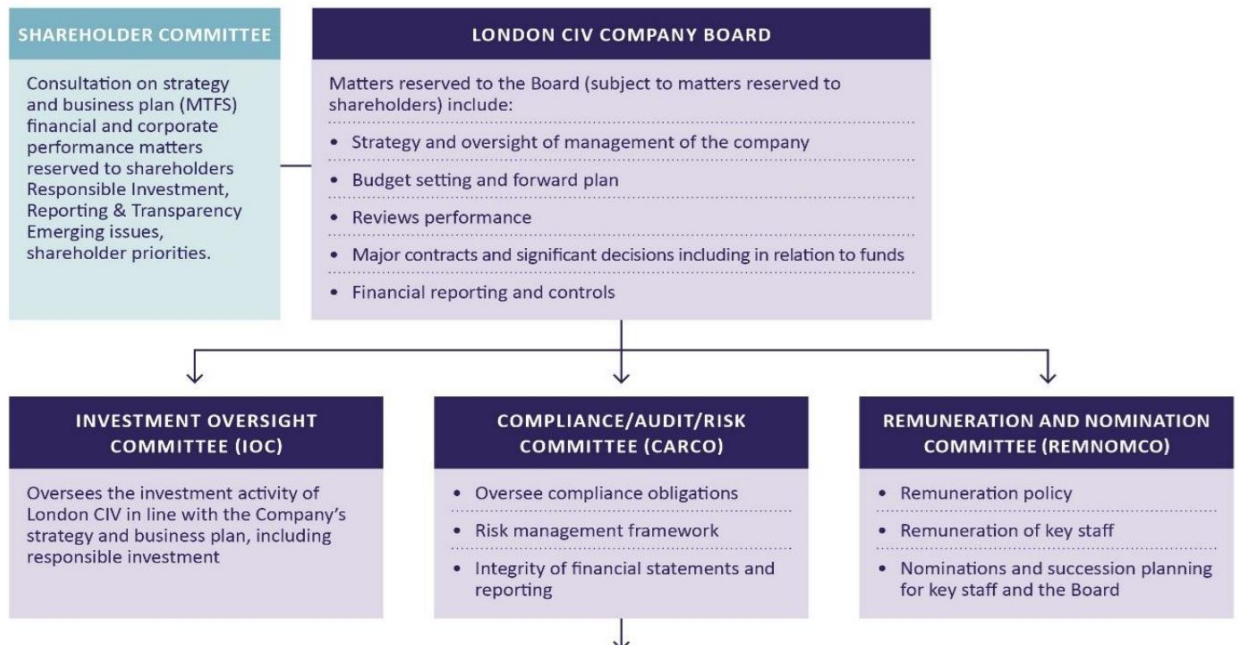 SHAREHOLDER COMMITTEE
Consultation on strategy
and business plan (MTFS)
financial and corporate
performance matters
reserved to shareholders
Responsible Investment,
Reporting & Transparency
Emerging issues,
shareholder priorities.
LONDON CIV COMPANY BOARD
Matters reserved to the Board (subject to matters reserved to
shareholders) include:
• Strategy and oversight of management of the company
• Budget setting and forward plan
• Reviews performance
• Major contracts and significant decisions including in relation to funds
• Financial reporting and controls
INVESTMENT OVERSIGHT
COMMITTEE (IOC)
Oversees the investment activity of
London CIV in line with the Company’s
strategy and business plan, including
responsible investment
COMPLIANCE/AUDIT/RISK
COMMITTEE (CARCO)
• Oversee compliance obligations
• Risk management framework
• Integrity of financial statements and
reporting
REMUNERATION AND NOMINATION
COMMITTEE (REMNOMCO)
• Remuneration policy
• Remuneration of key staff
• Nominations and succession planning
for key staff and the Board